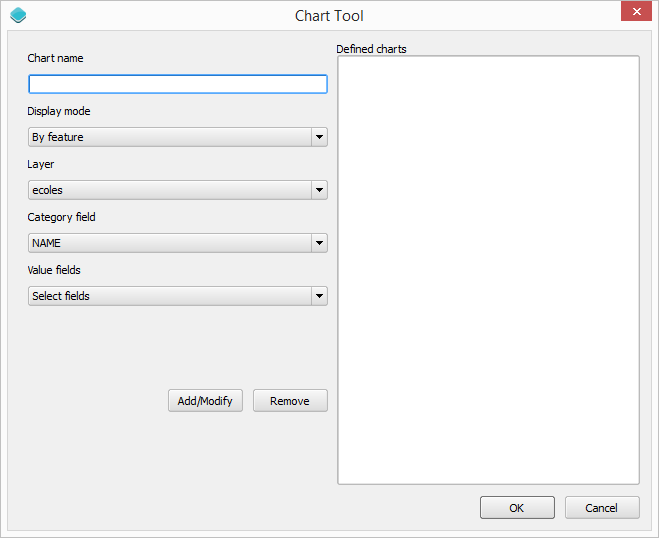 Chart Tool
Chart name
Display mode
By feature
Layer
ecoles
Category field
NAME
Value fields
Select fields
Add/Modify
Remove
Defined charts
OK
Cancel